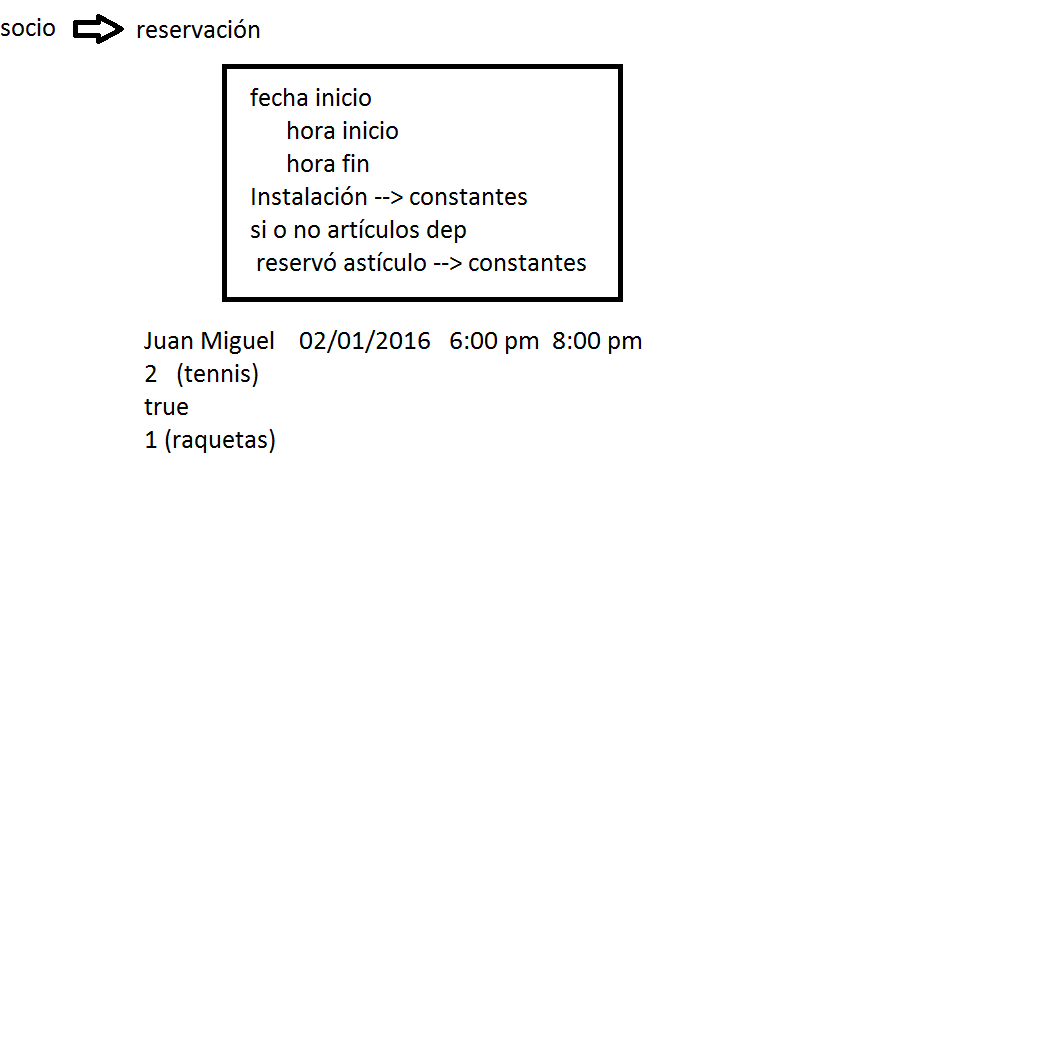 socio reservación
fecha inicio
hora inicio
hora fin
Instalación --> constantes
si o no artículos dep
reservó astículo --> constantes
Juan Miguel 02/01/2016 6:00 pm 8:00 pm
2 (tennis)
true
1 (raquetas)